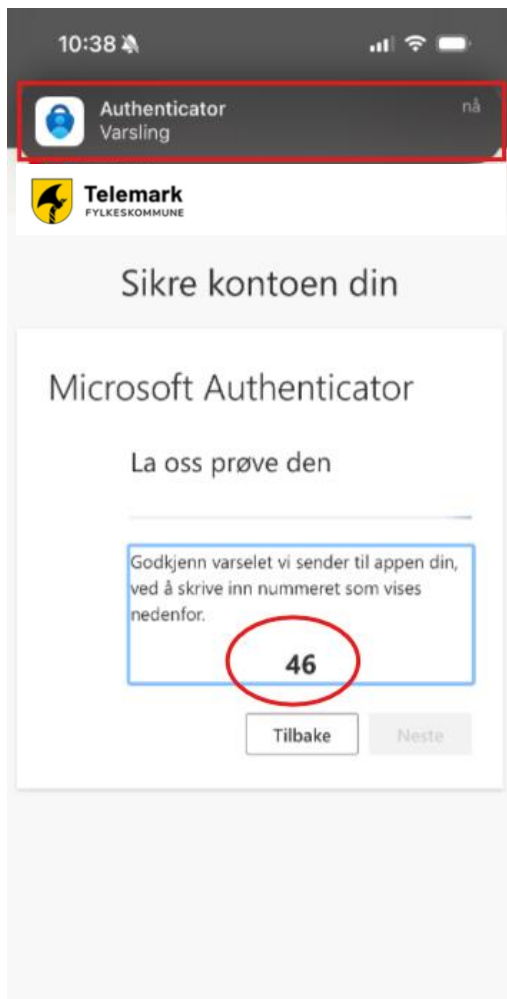 10:38
Authenticator
nå
Varsling
Telemark
FYLKESKOMMUNE
Sikre kontoen din
Microsoft Authenticator
La oss prøve den
Godkjenn varselet vi sender til appen din,
ved å skrive inn nummeret som vises
nedenfor.
46
Tilbake
Neste